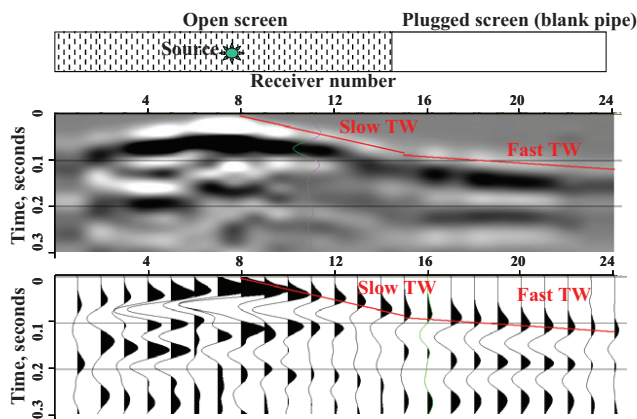 Open screen Plugged screen (blank pipe)
Source
Receiver number
4 8 12 16 20 24
0
Slow TW
Fast TW
0.1
0.2
0.3
Time, seconds
4 8 12 16 20 24
0
Slow TW
Fast TW
0.1
0.2
0.3
Time, seconds